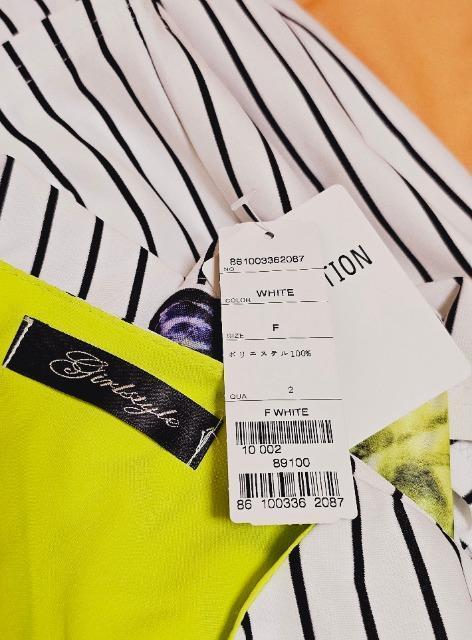 861003362087
NO
TION
COLOR WHITE
SIZE F
ポリエステル100%
QUA 2
F WHITE
10 002
89100
86 100336 2087
Girlsstyle